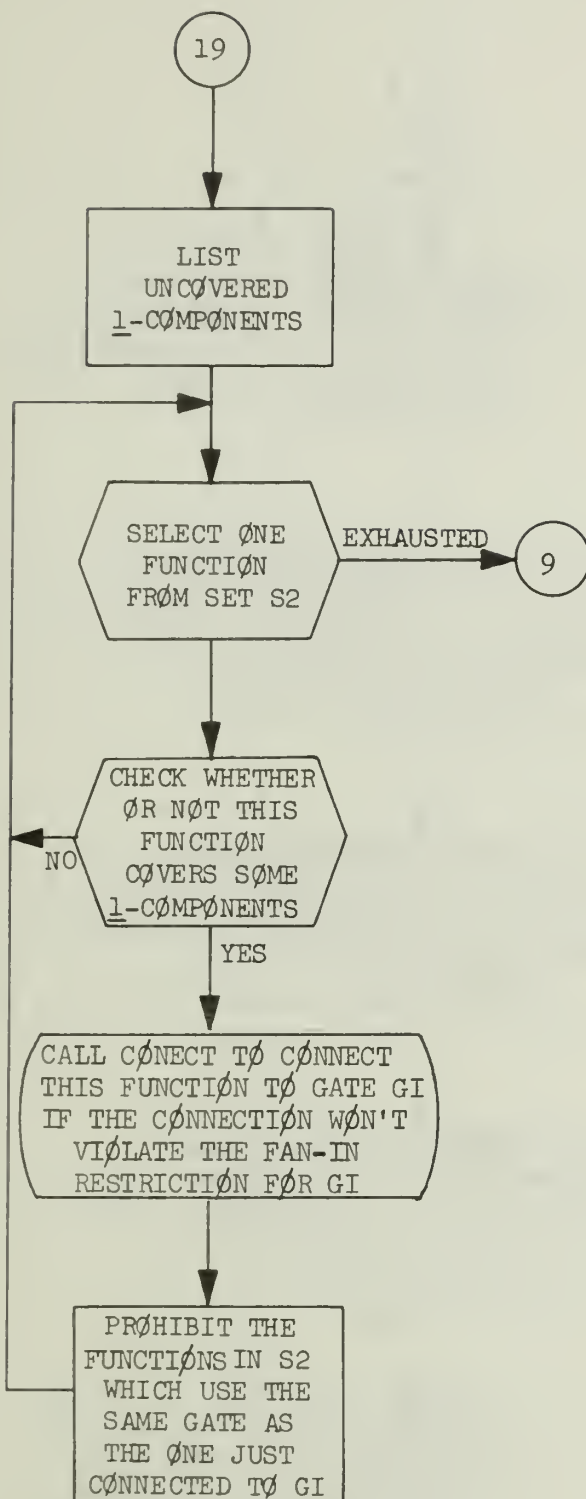 19
LIST
UNCØVERED
1-CØMPØNENTS
SELECT ØNE
FUNCTIØN
FRØM SET S2
EXHAUSTED
9
CHECK WHETHER
ØR NØT THIS
FUNCTIØN
CØVERS SØME
1-CØMPØNENTS
NO
YES
CALL CØNECT TØ CØNNECT
THIS FUNCTIØN TØ GATE GI
IF THE CØNNECTIØN WØN'T
VIØLATE THE FAN-IN
RESTRICTIØN FØR GI
PRØHIBIT THE
FUNCTIØNS IN S2
WHICH USE THE
SAME GATE AS
THE ØNE JUST
CØNNECTED TØ GI